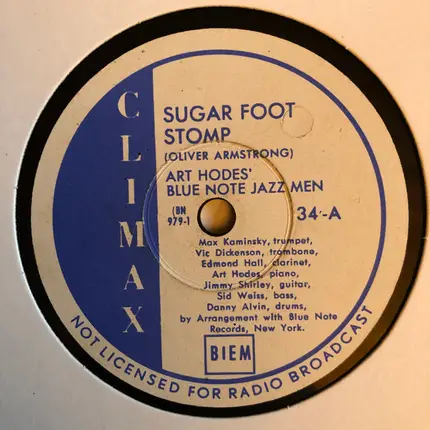 CLIMAX
SUGAR FOOT
STOMP
(OLIVER ARMSTRONG)
ART HODES'
BLUE NOTE JAZZ MEN
(BN
979-1
34-A
Max Kaminsky, trumpet,
Vic Dickenson, trombone,
Edmond Hall, clarinet,
Art Hodes, piano,
Jimmy Shirley, guitar,
Sid Weiss, bass,
Danny Alvin, drums,
by Arrangement with Blue Note
Records, New York.
BIEM
NOT LICENSED FOR RADIO BROADCAST